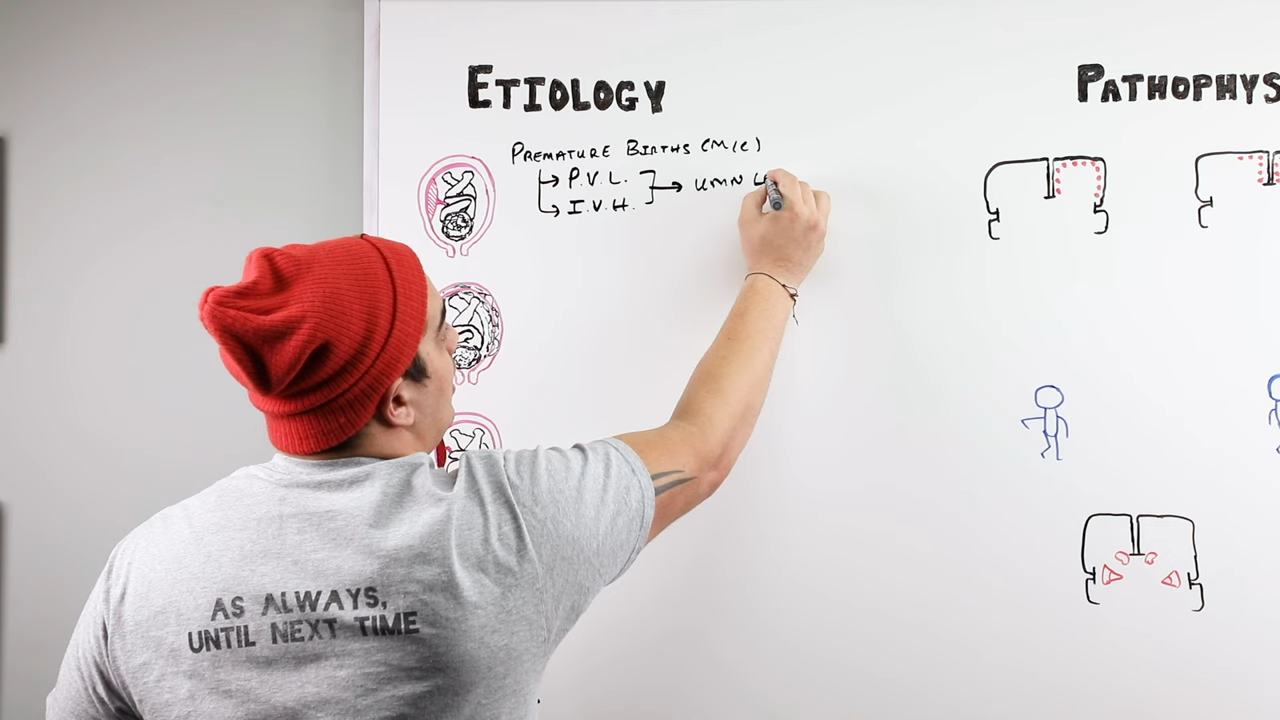 ETIOLOGY
PATHOPHYS
PREMATURE BIRTHS (M/C)
↳ P.V.L.
↳ I.V.H.
→ UMN
AS ALWAYS,
UNTIL NEXT TIME